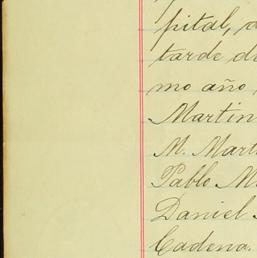 pital,
tarde d
mo año
Martin
M. Mart
Pablo M
Daniel
Cadena.